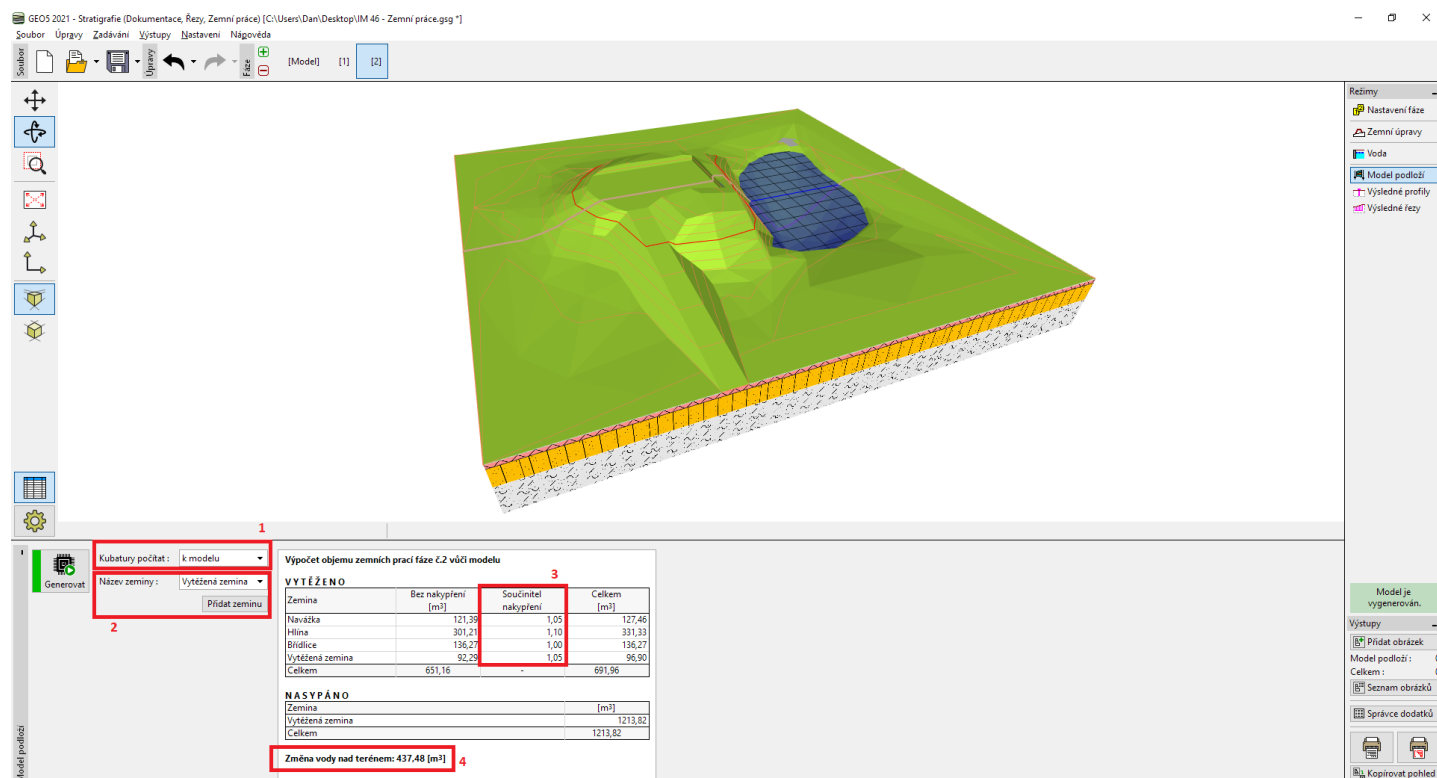 GEO5 2021 - Stratigrafie (Dokumentace, Řezy, Zemní práce) [C:\Users\Dan\Desktop\IM 46 - Zemní práce.gsg *]
Soubor Úpravy Zadávání Výstupy Nastavení Nápověda
Soubor
Úpravy
Fáze
[Model] [1] [2]
Režimy
Nastavení fáze
Zemní úpravy
Voda
Model podloží
Výsledné profily
Výsledné řezy
1
Generovat
Kubatury počítat : k modelu
Název zeminy : Vytěžená zemina
Přidat zeminu
2
Výpočet objemu zemních prací fáze č.2 vůči modelu
3
VYTĚŽENO
Zemina Bez nakypření [m³] Součinitel nakypření Celkem [m³]
Navážka 121,39 1,05 127,46
Hlína 301,21 1,10 331,33
Břidlice 136,27 1,00 136,27
Vytěžená zemina 92,29 1,05 96,90
Celkem 651,16 - 691,96
NASYPÁNO
Zemina [m³]
Vytěžená zemina 1213,82
Celkem 1213,82
Změna vody nad terénem: 437,48 [m³]
4
Model podloží
Model je
vygenerován.
Výstupy
Přidat obrázek
Model podloží :
Celkem :
Seznam obrázků
Správce dodatků
Kopírovat pohled